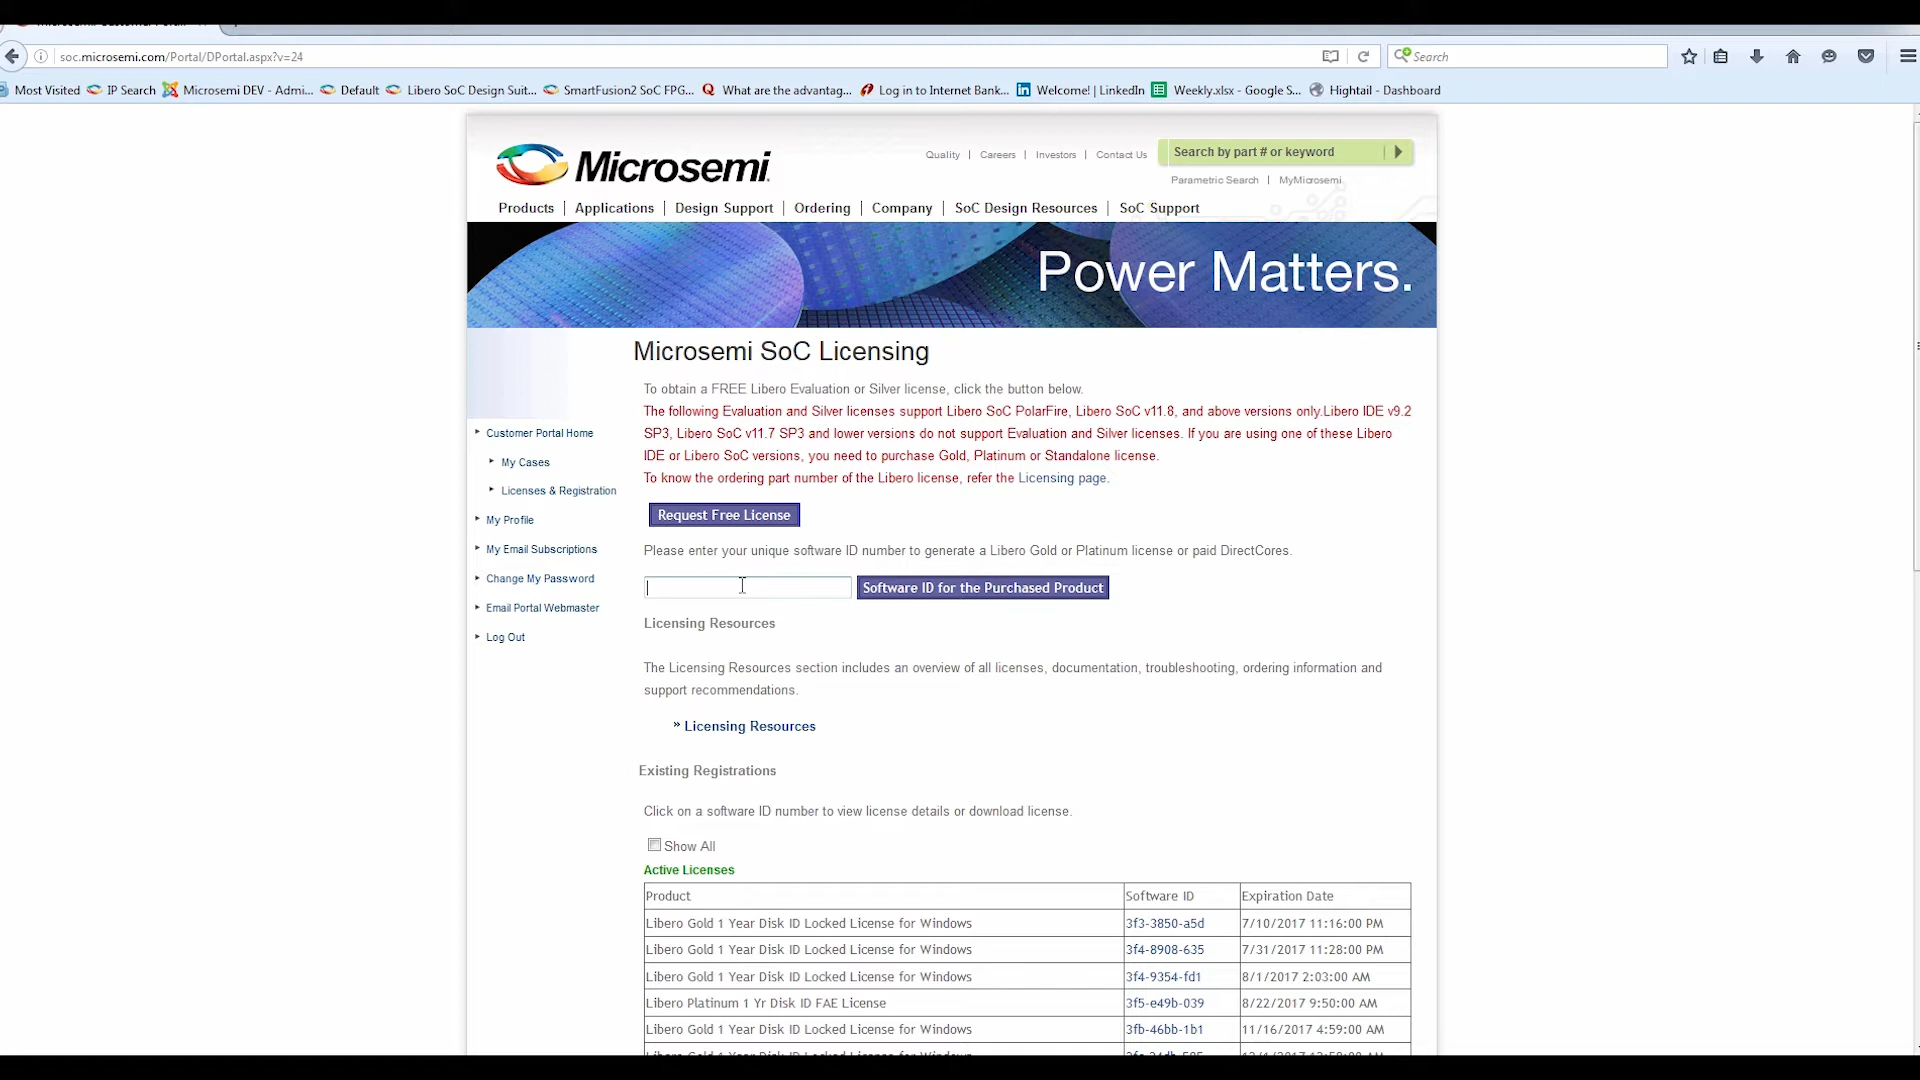 soc.microsemi.com/Portal/DPortal.aspx?v=24
Search
Most Visited IP Search Microsemi DEV - Admi... Default Libero SoC Design Suit... SmartFusion2 SoC FPG... What are the advantag... Log in to Internet Bank... Welcome! | LinkedIn Weekly.xlsx - Google S... Hightail - Dashboard
Microsemi
Quality | Careers | Investors | Contact Us
Search by part # or keyword
Parametric Search | MyMicrosemi
Products | Applications | Design Support | Ordering | Company | SoC Design Resources | SoC Support
Power Matters.
Microsemi SoC Licensing
To obtain a FREE Libero Evaluation or Silver license, click the button below.
The following Evaluation and Silver licenses support Libero SoC PolarFire, Libero SoC v11.8, and above versions only.Libero IDE v9.2
SP3, Libero SoC v11.7 SP3 and lower versions do not support Evaluation and Silver licenses. If you are using one of these Libero
IDE or Libero SoC versions, you need to purchase Gold, Platinum or Standalone license.
To know the ordering part number of the Libero license, refer the Licensing page.
Customer Portal Home
My Cases
Licenses & Registration
My Profile
My Email Subscriptions
Change My Password
Email Portal Webmaster
Log Out
Request Free License
Please enter your unique software ID number to generate a Libero Gold or Platinum license or paid DirectCores.
Software ID for the Purchased Product
Licensing Resources
The Licensing Resources section includes an overview of all licenses, documentation, troubleshooting, ordering information and
support recommendations.
» Licensing Resources
Existing Registrations
Click on a software ID number to view license details or download license.
Show All
Active Licenses
Product Software ID Expiration Date
Libero Gold 1 Year Disk ID Locked License for Windows 3f3-3850-a5d 7/10/2017 11:16:00 PM
Libero Gold 1 Year Disk ID Locked License for Windows 3f4-8908-635 7/31/2017 11:28:00 PM
Libero Gold 1 Year Disk ID Locked License for Windows 3f4-9354-fd1 8/1/2017 2:03:00 AM
Libero Platinum 1 Yr Disk ID FAE License 3f5-e49b-039 8/22/2017 9:50:00 AM
Libero Gold 1 Year Disk ID Locked License for Windows 3fb-46bb-1b1 11/16/2017 4:59:00 AM